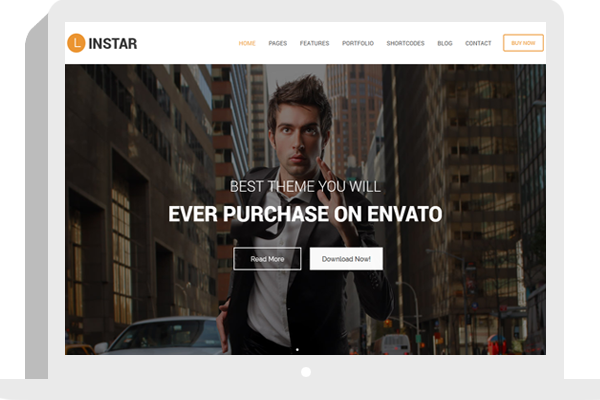 L INSTAR
HOME PAGES FEATURES PORTFOLIO SHORTCODES BLOG CONTACT BUY NOW
BEST THEME YOU WILL
EVER PURCHASE ON ENVATO
Read More Download Now!